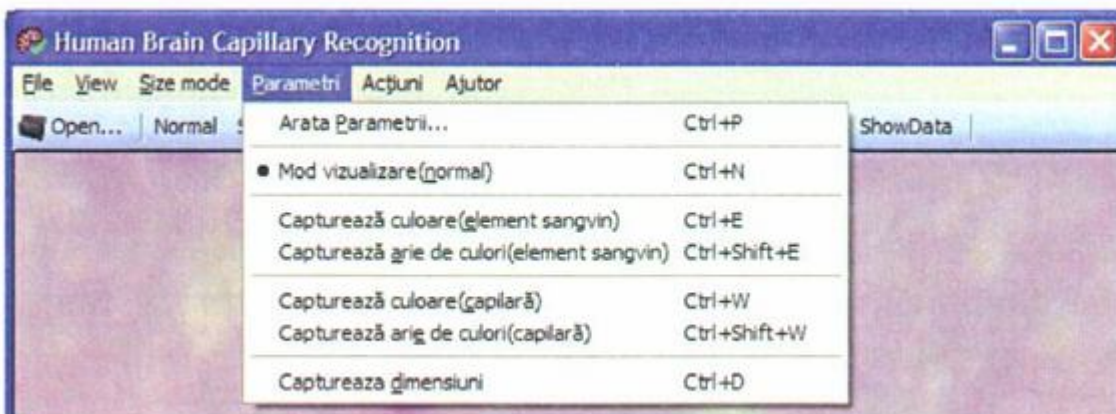 Human Brain Capillary Recognition
File View Size mode Parametri Acțiuni Ajutor
Open... Normal ShowData
Arata Parametrii... Ctrl+P
Mod vizualizare(normal) Ctrl+N
Capturează culoare(element sangvin) Ctrl+E
Capturează arie de culori(element sangvin) Ctrl+Shift+E
Capturează culoare(capilară) Ctrl+W
Capturează arie de culori(capilară) Ctrl+Shift+W
Captureaza dimensiuni Ctrl+D